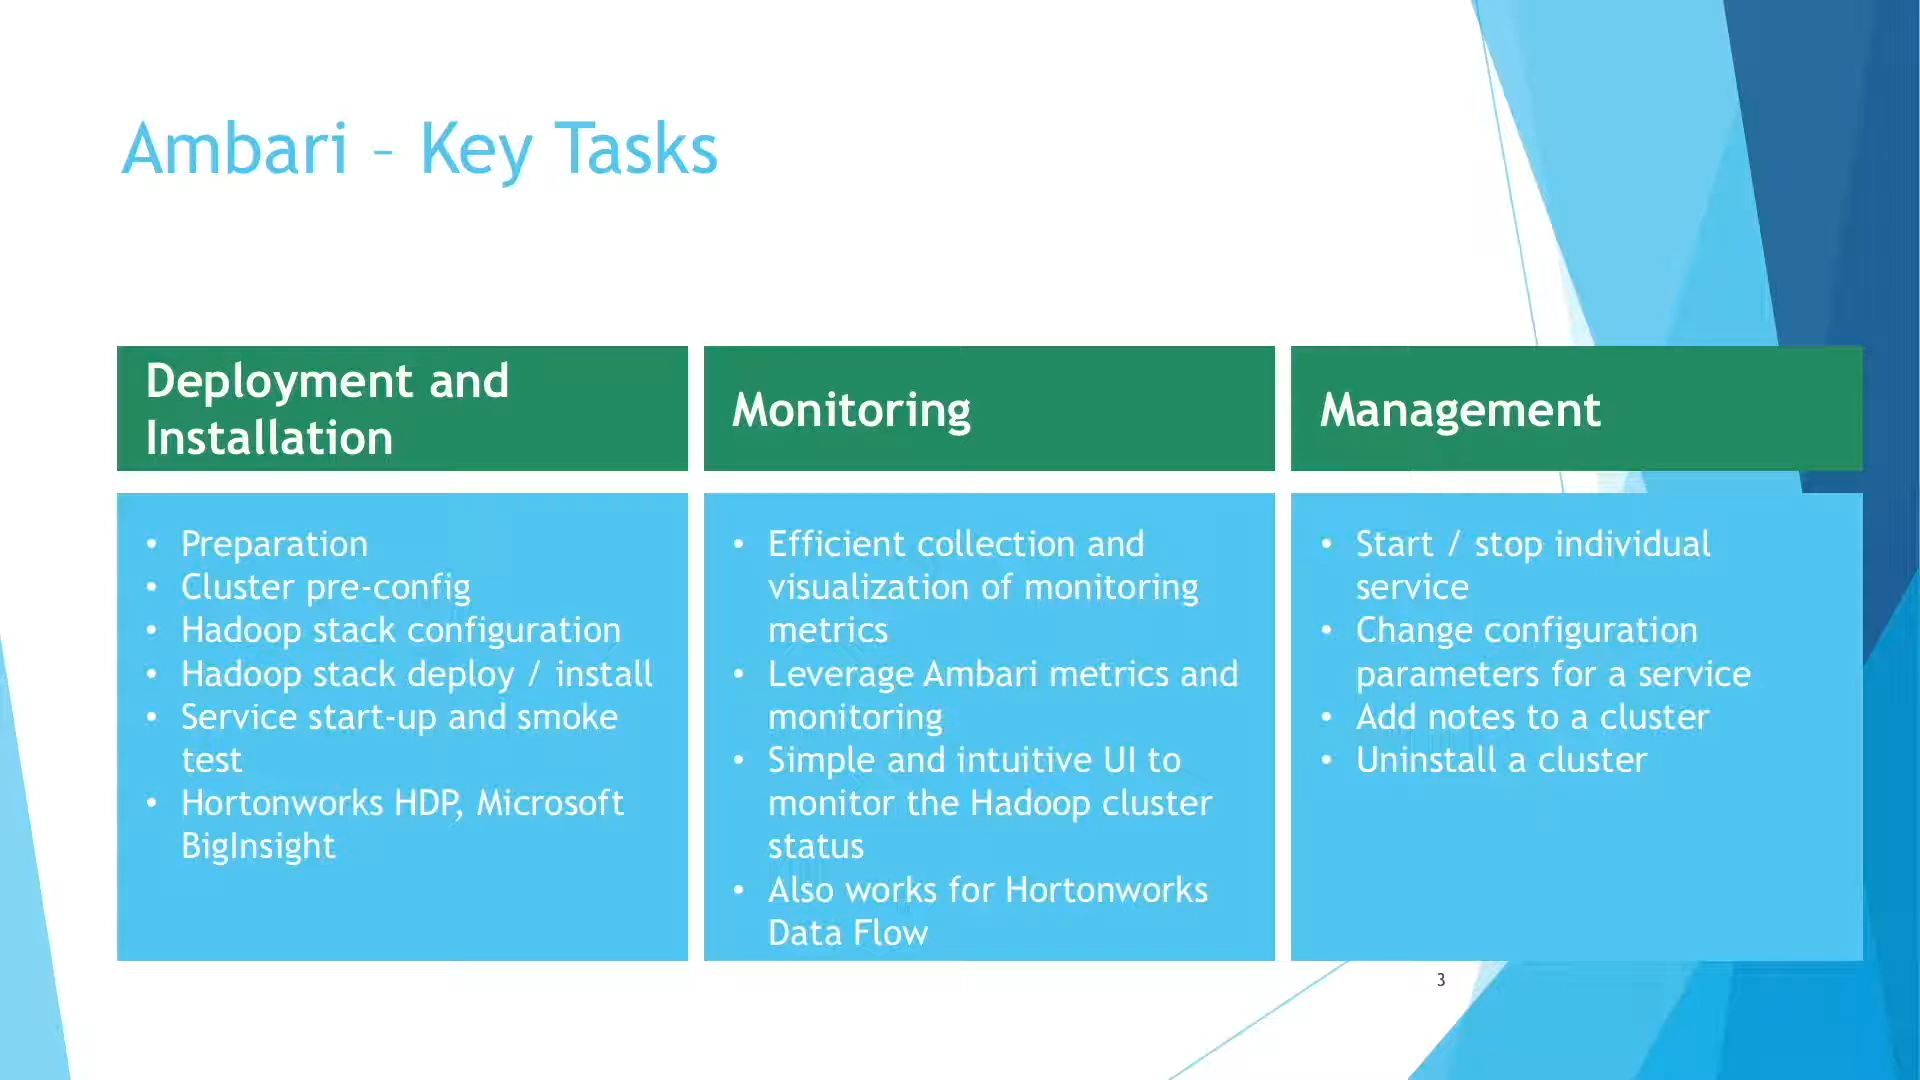 Ambari – Key Tasks
Deployment and
Installation
• Preparation
• Cluster pre-config
• Hadoop stack configuration
• Hadoop stack deploy / install
• Service start-up and smoke
test
• Hortonworks HDP, Microsoft
BigInsight
Monitoring
• Efficient collection and
visualization of monitoring
metrics
• Leverage Ambari metrics and
monitoring
• Simple and intuitive UI to
monitor the Hadoop cluster
status
• Also works for Hortonworks
Data Flow
Management
• Start / stop individual
service
• Change configuration
parameters for a service
• Add notes to a cluster
• Uninstall a cluster
3